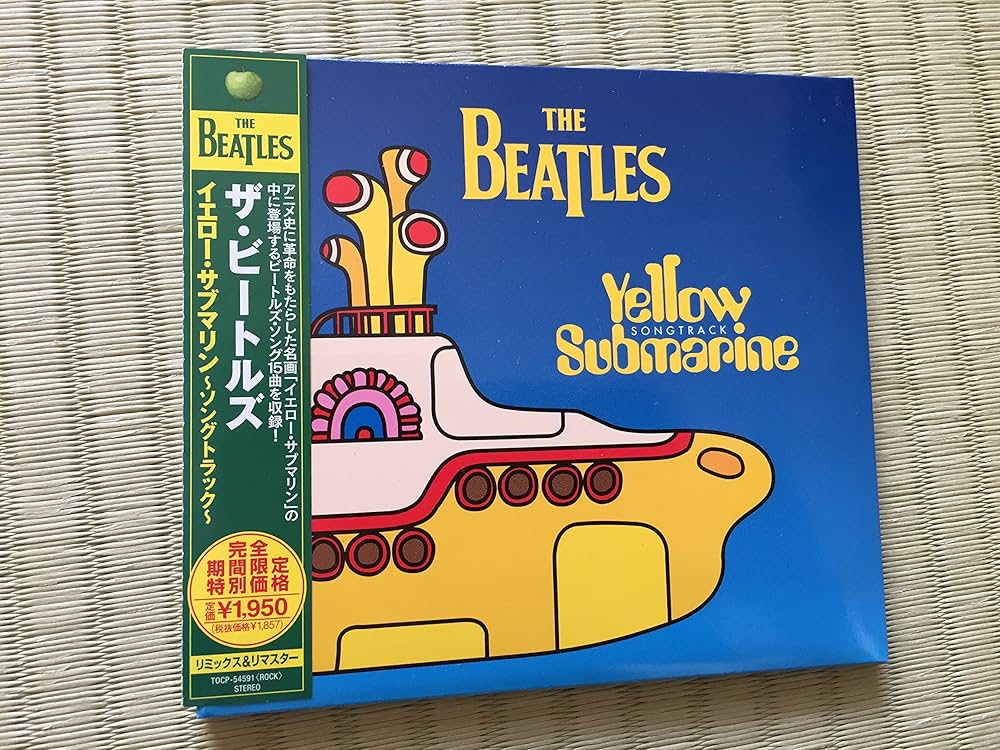 THE
BEATLES
ザ・ビートルズ
イエロー・サブマリン～ソングトラック～
アニメ史に革命をもたらした名画「イエロー・サブマリン」の
中に登場するビートルズ・ソング15曲を収録!
完全
期間限定
特別価格
定価¥1,950
(税抜価格¥1,857)
リミックス&リマスター
TOCP-54591〈ROCK〉
STEREO
THE
BEATLES
Yellow
SONGTRACK
Submarine